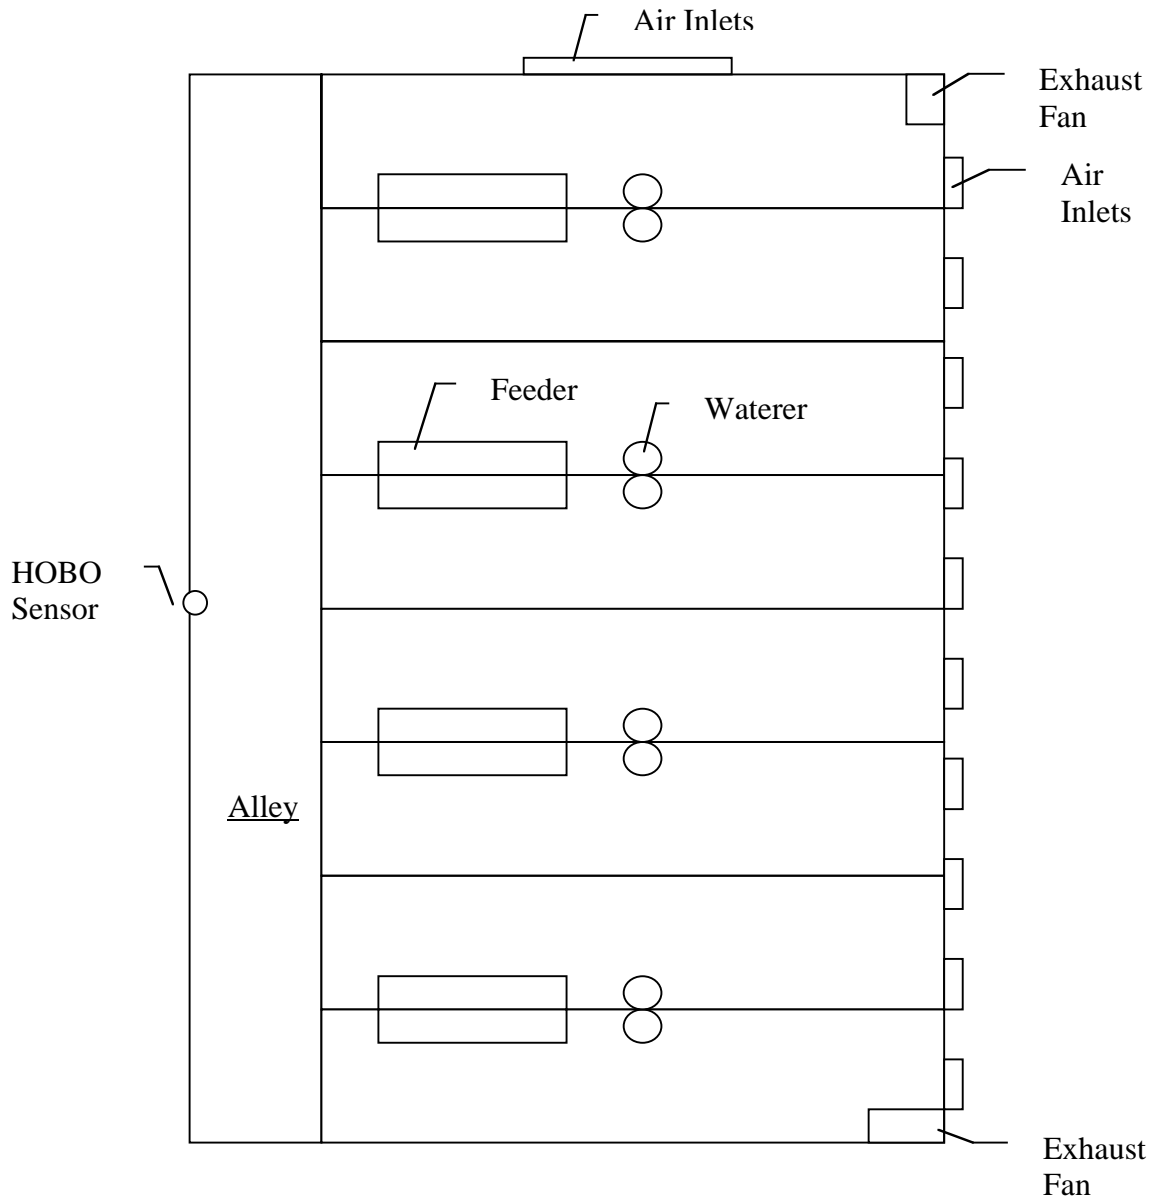 Air Inlets
Exhaust
Fan
Air
Inlets
Feeder
Waterer
HOBO
Sensor
Alley
Exhaust
Fan